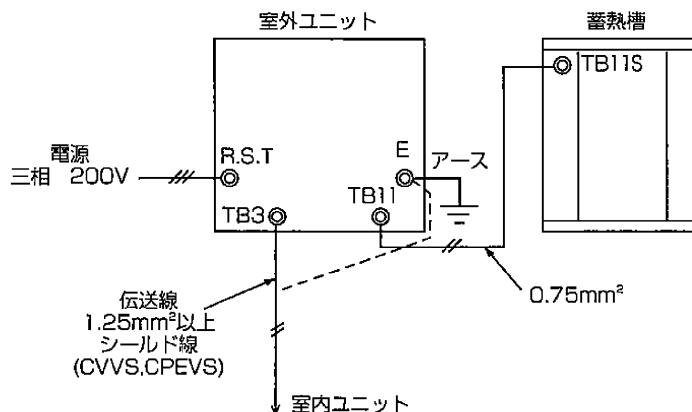 室外ユニット
蓄熱槽
TB11S
電源
三相 200V
R.S.T
E
アース
TB3
TB11
伝送線
1.25mm²以上
シールド線
(CVVS,CPEVS)
0.75mm²
室内ユニット